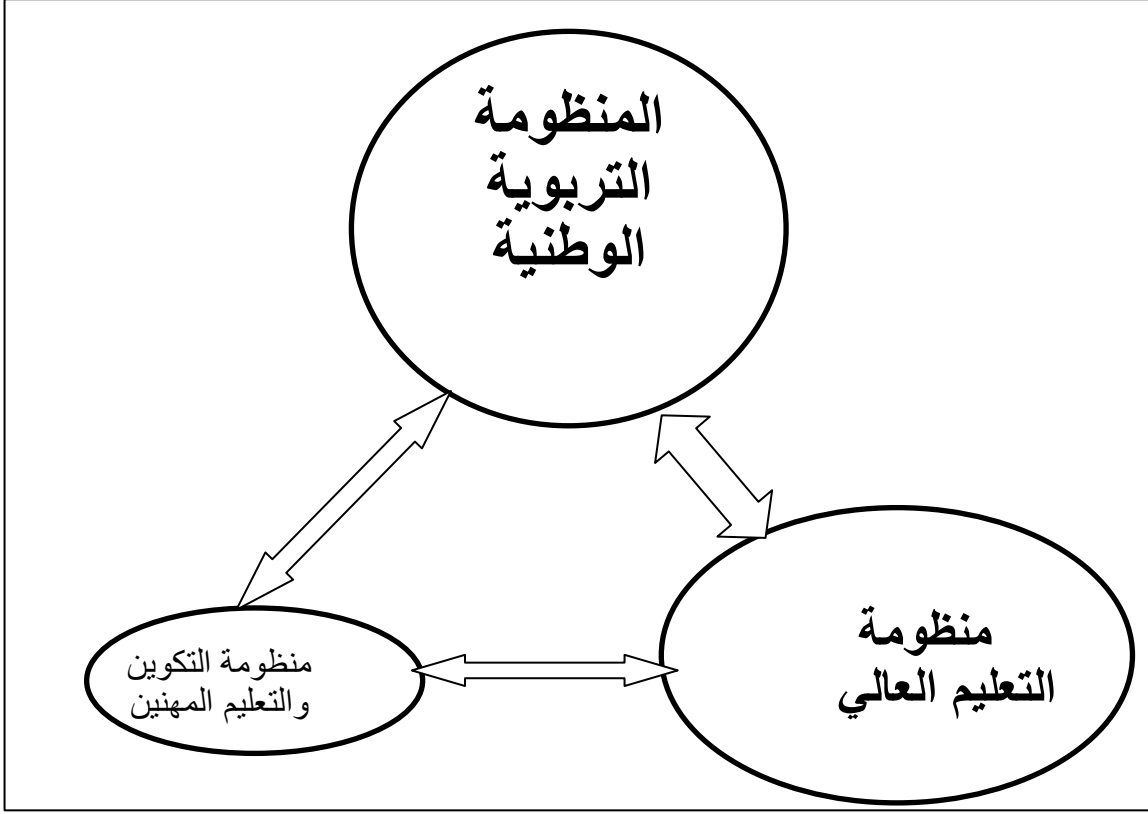 المنظومة
التربوية
الوطنية
منظومة
التعليم العالي
منظومة التكوين
والتعليم المهنين